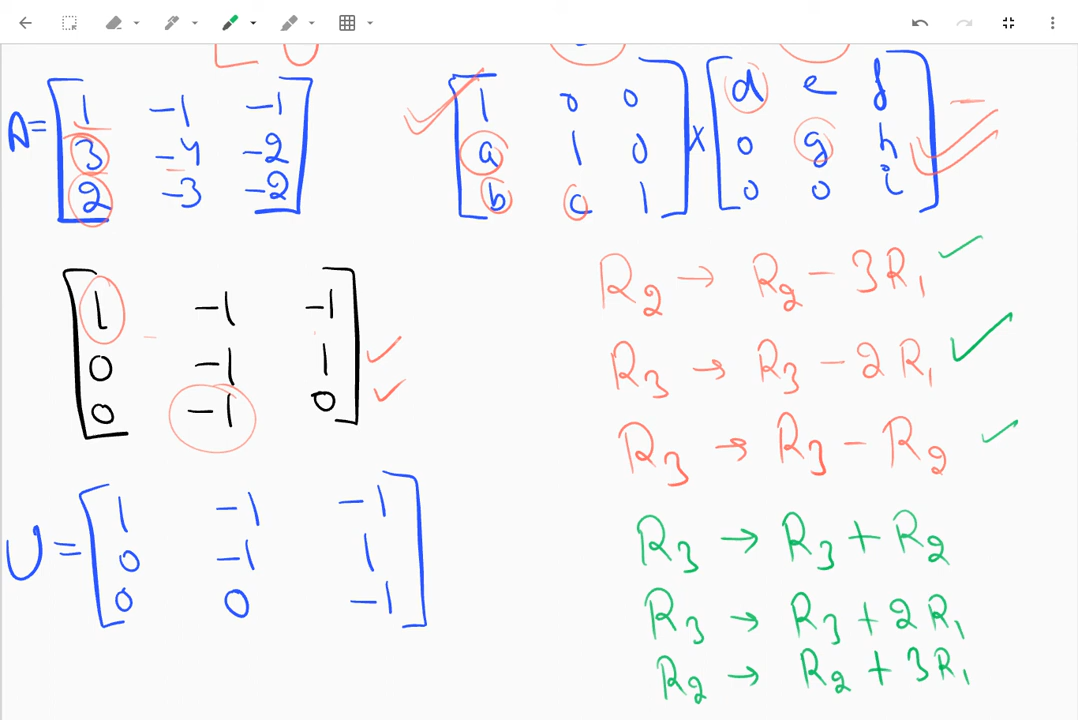 L U
A = [ 1 -1 -1
3 -4 -2
2 -3 -2 ]
[ 1 0 0
a 1 0
b c 1 ] X [ d e f
0 g h
0 0 i ]
[ 1 -1 -1
0 -1 1
0 -1 0 ]
U = [ 1 -1 -1
0 -1 1
0 0 -1 ]
R2 → R2 - 3R1
R3 → R3 - 2R1
R3 → R3 - R2
R3 → R3 + R2
R3 → R3 + 2R1
R2 → R2 + 3R1